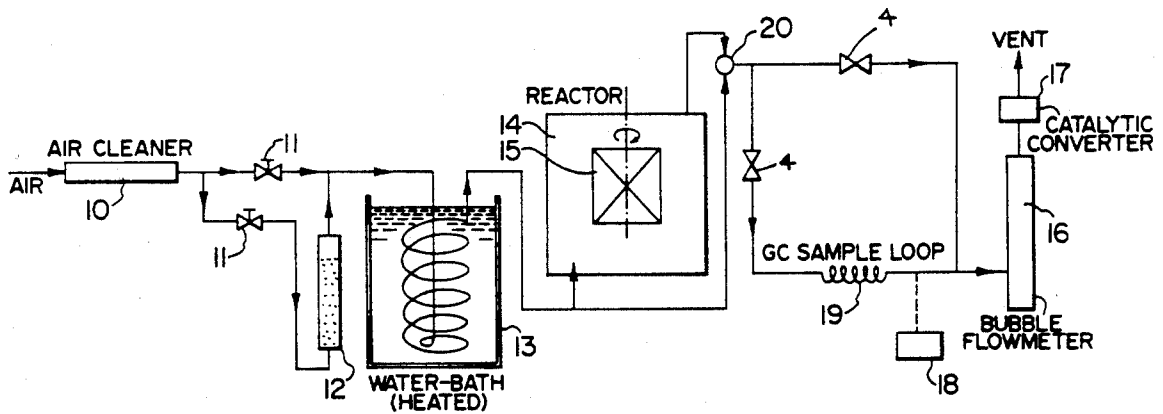 AIR
AIR CLEANER
10
11
11
12
13
WATER-BATH
(HEATED)
REACTOR
14
15
20
4
4
GC SAMPLE LOOP
19
18
VENT
17
CATALYTIC
CONVERTER
16
BUBBLE
FLOWMETER